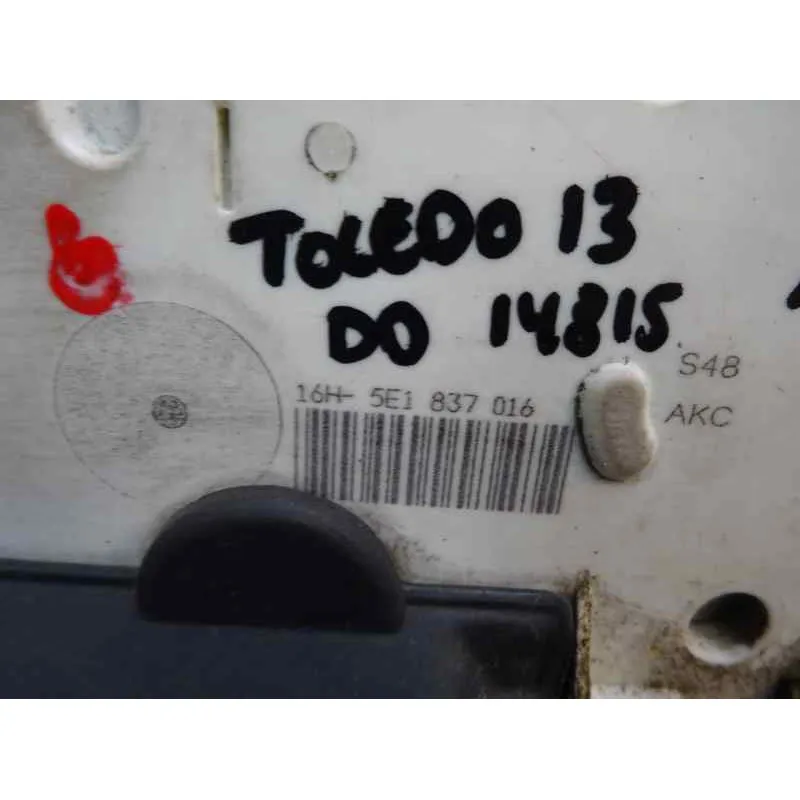 TOLEDO 13
DO 14815
S48
16H- 5E1 837 016
AKC